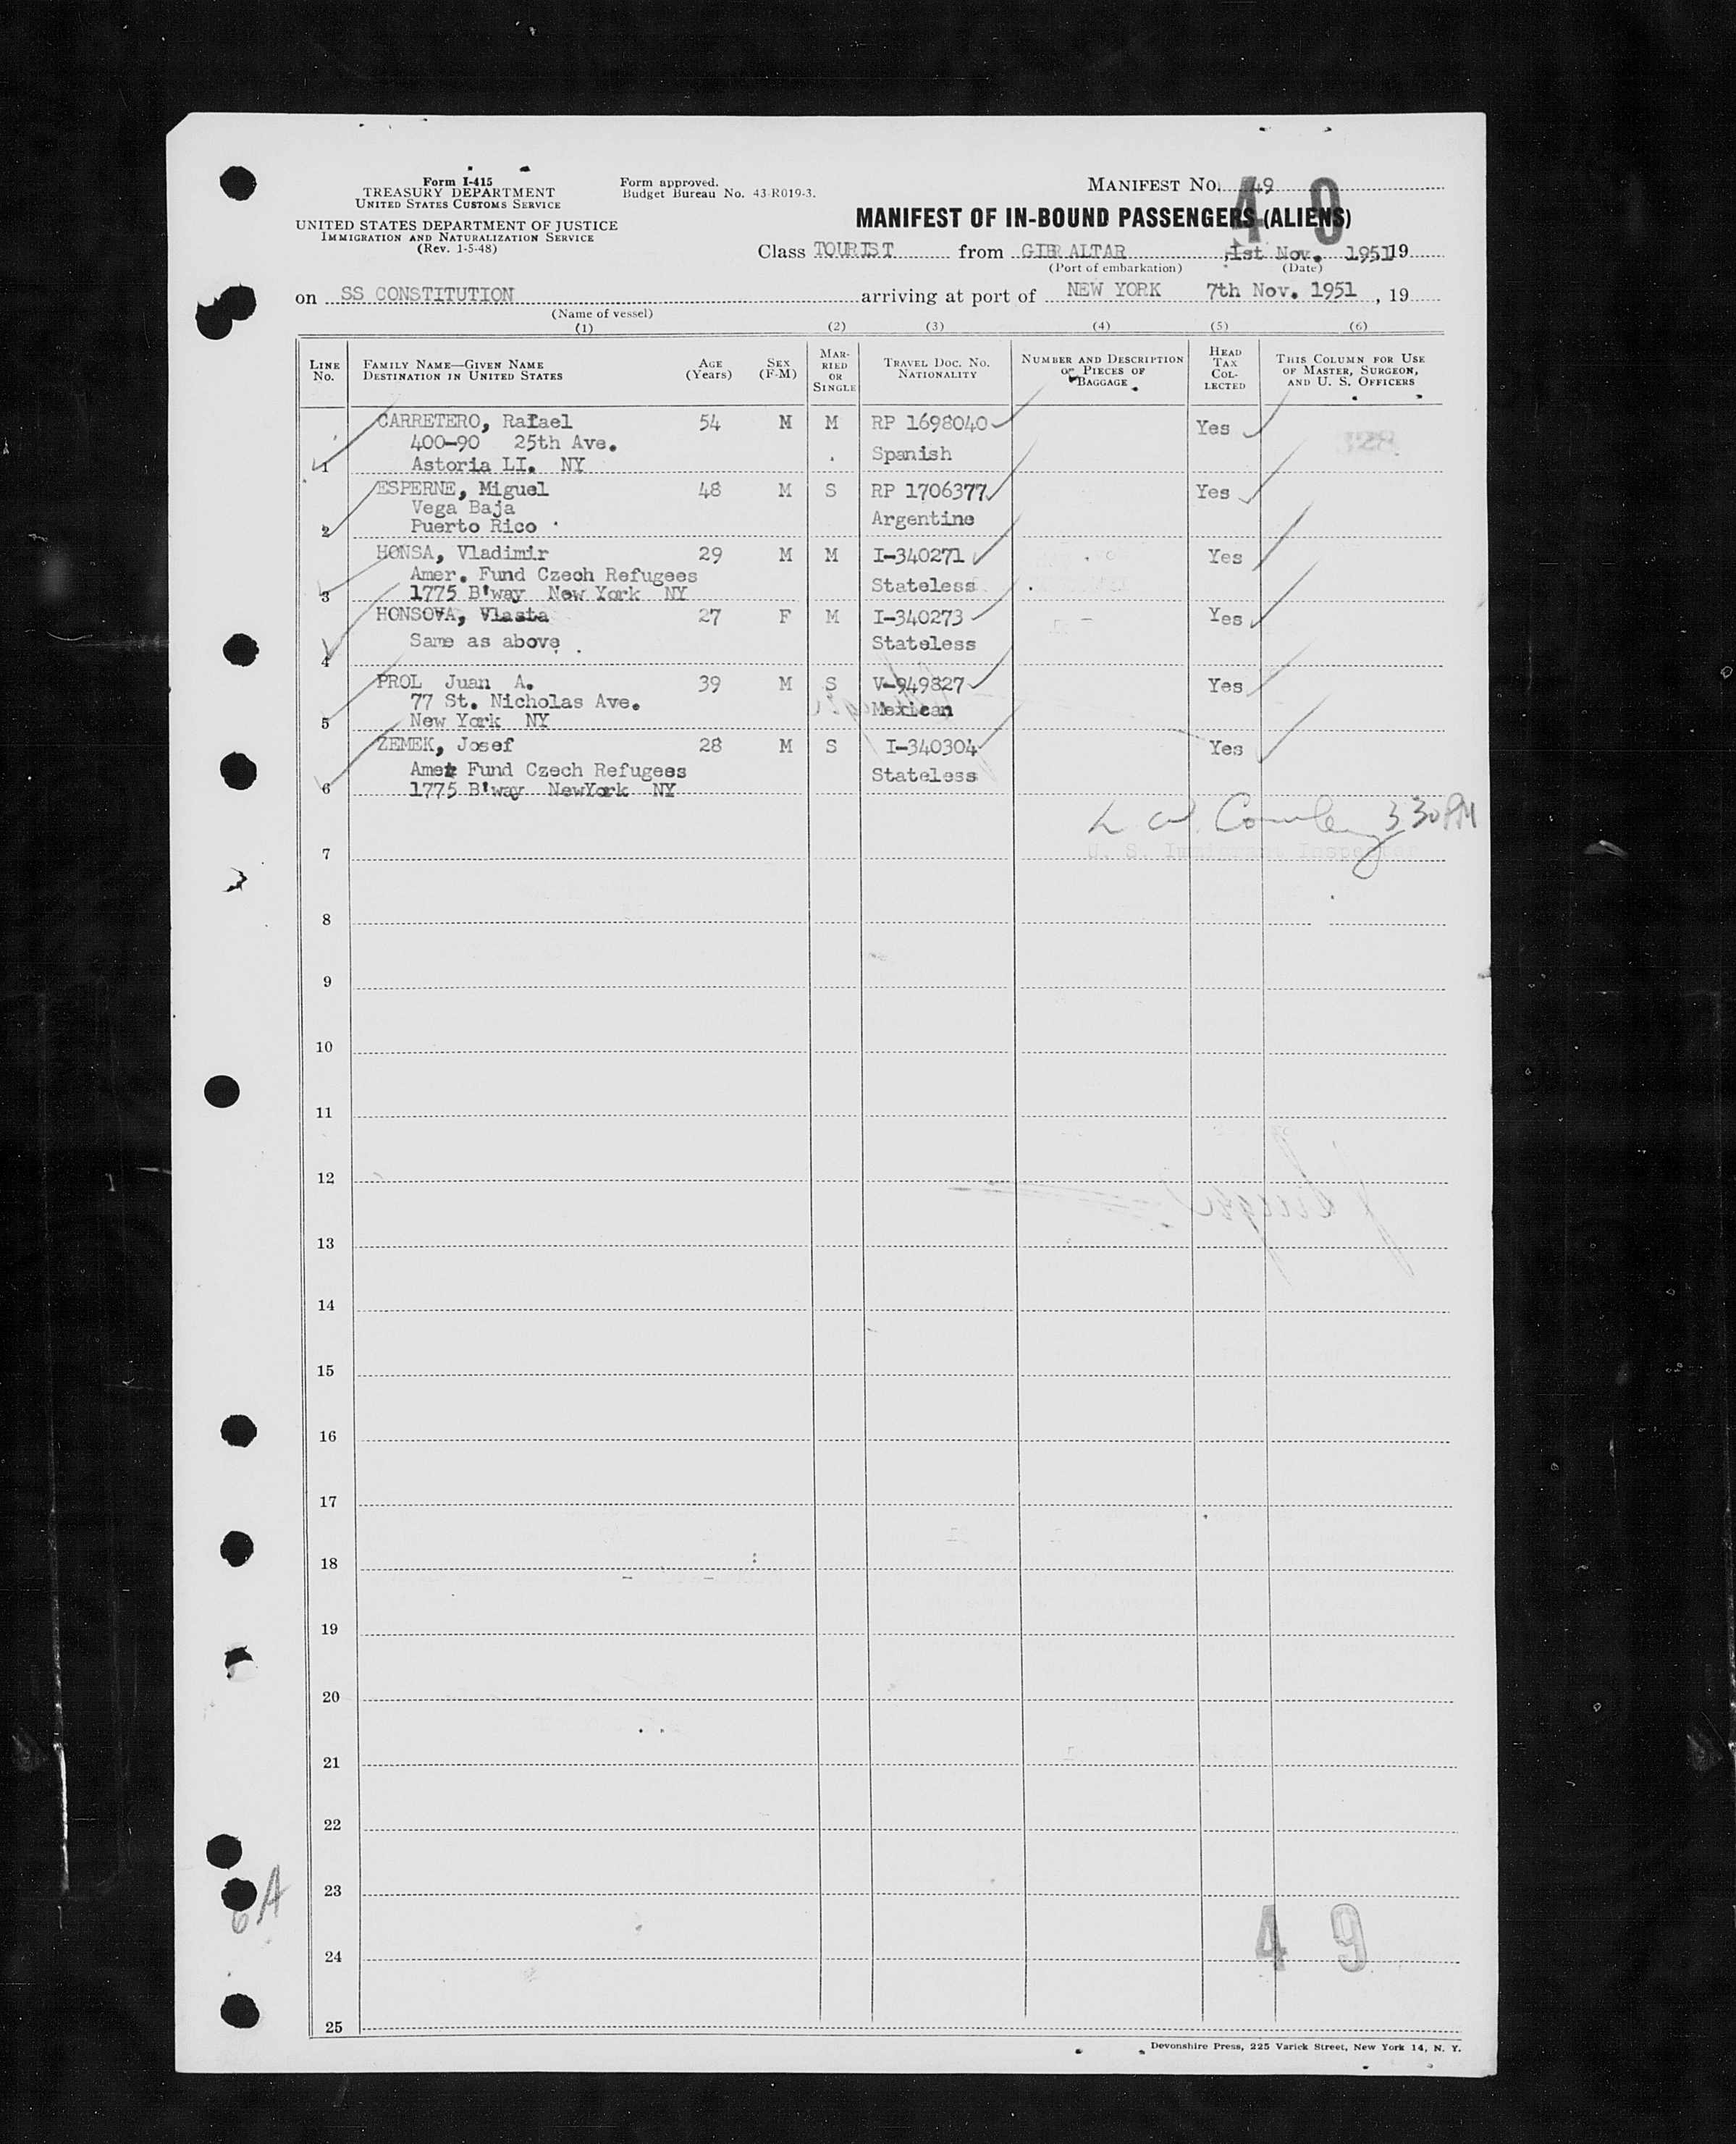 Form I-415
TREASURY DEPARTMENT
UNITED STATES CUSTOMS SERVICE
UNITED STATES DEPARTMENT OF JUSTICE
IMMIGRATION AND NATURALIZATION SERVICE
(Rev. 1-5-48)
Form approved.
Budget Bureau No. 43-R019-3.
MANIFEST NO. 49
4 9
MANIFEST OF IN-BOUND PASSENGERS (ALIENS)
Class TOURIST from GIBRALTAR 1st Nov. 1951 19
(Port of embarkation) (Date)
on SS CONSTITUTION arriving at port of NEW YORK 7th Nov. 1951, 19
(Name of vessel)
(1) (2) (3) (4) (5) (6)
LINE No. FAMILY NAME—GIVEN NAME DESTINATION IN UNITED STATES AGE (Years) SEX (F-M) MARRIED OR SINGLE TRAVEL DOC. NO. NATIONALITY NUMBER AND DESCRIPTION OF PIECES OF BAGGAGE HEAD TAX COLLECTED THIS COLUMN FOR USE OF MASTER, SURGEON, AND U. S. OFFICERS
CARRETERO, Rafael 54 M M RP 1698040 Yes
400-90 25th Ave.
1 Astoria LI. NY Spanish
ESPERNE, Miguel 48 M S RP 1706377 Yes
Vega Baja
2 Puerto Rico Argentine
HONSA, Vladimir 29 M M I-340271 Yes
Amer. Fund Czech Refugees
3 1775 B'way New York NY Stateless
HONSOVA, Vlasta 27 F M I-340273 Yes
4 Same as above Stateless
PROL Juan A. 39 M S V-949827 Yes
77 St. Nicholas Ave.
5 New York NY Mexican
ZEMEK, Josef 28 M S I-340304 Yes
Amer Fund Czech Refugees Stateless
6 1775 B'way NewYork NY
3 30 PM
U. S. Immigrant Inspector
7
8
9
10
11
12
13
14
15
16
17
18
19
20
21
22
23
6A
24
4 9
25
Devonshire Press, 225 Varick Street, New York 14, N. Y.